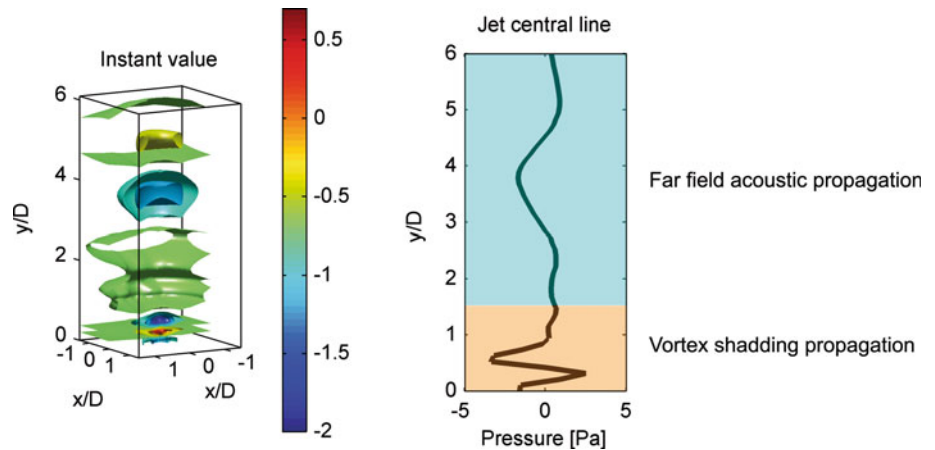 Instant value
6
4
2
0
y/D
-1
0
1
x/D
1
0
-1
x/D
0.5
0
-0.5
-1
-1.5
-2
Jet central line
6
5
4
3
2
1
0
y/D
-5
0
5
Pressure [Pa]
Far field acoustic propagation
Vortex shadding propagation